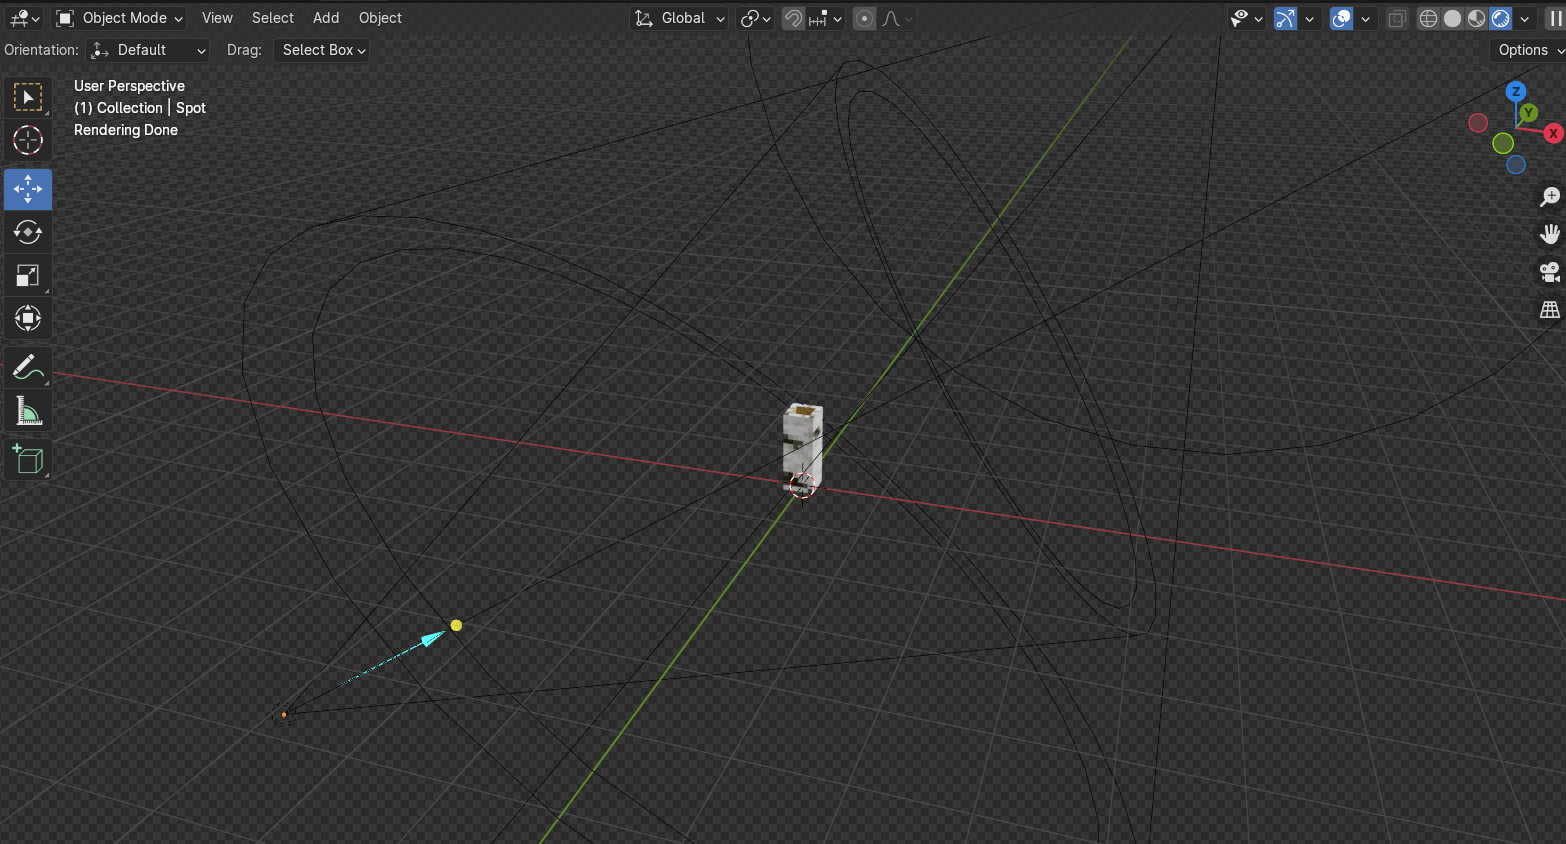 Object Mode View Select Add Object Global
Orientation: Default Drag: Select Box Options
User Perspective
(1) Collection | Spot
Rendering Done
Z
Y
X